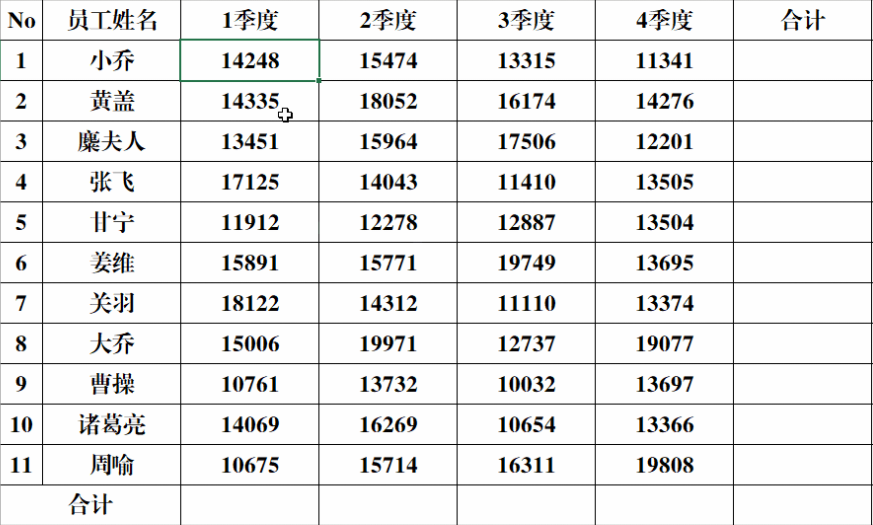 No 员工姓名 1季度 2季度 3季度 4季度 合计
1 小乔 14248 15474 13315 11341
2 黄盖 14335 18052 16174 14276
3 糜夫人 13451 15964 17506 12201
4 张飞 17125 14043 11410 13505
5 甘宁 11912 12278 12887 13504
6 姜维 15891 15771 19749 13695
7 关羽 18122 14312 11110 13374
8 大乔 15006 19971 12737 19077
9 曹操 10761 13732 10032 13697
10 诸葛亮 14069 16269 10654 13366
11 周喻 10675 15714 16311 19808
合计